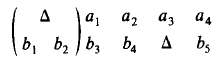 ( Δ ) a₁ a₂ a₃ a₄
( b₁ b₂ ) b₃ b₄ Δ b₅